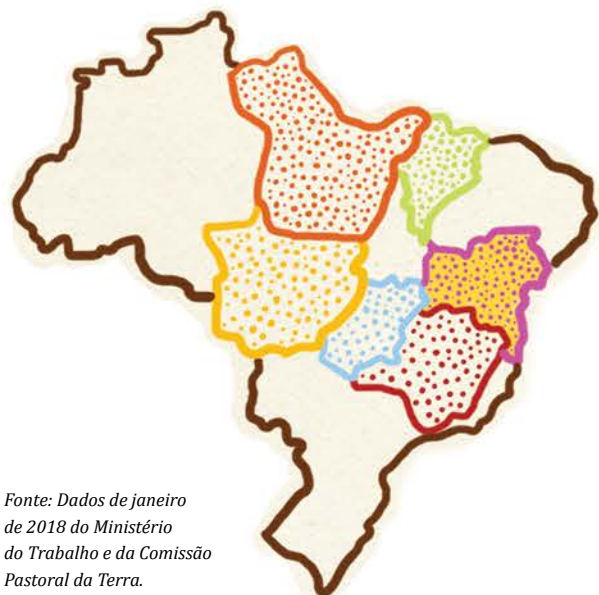 Fonte: Dados de janeiro
de 2018 do Ministério
do Trabalho e da Comissão
Pastoral da Terra.